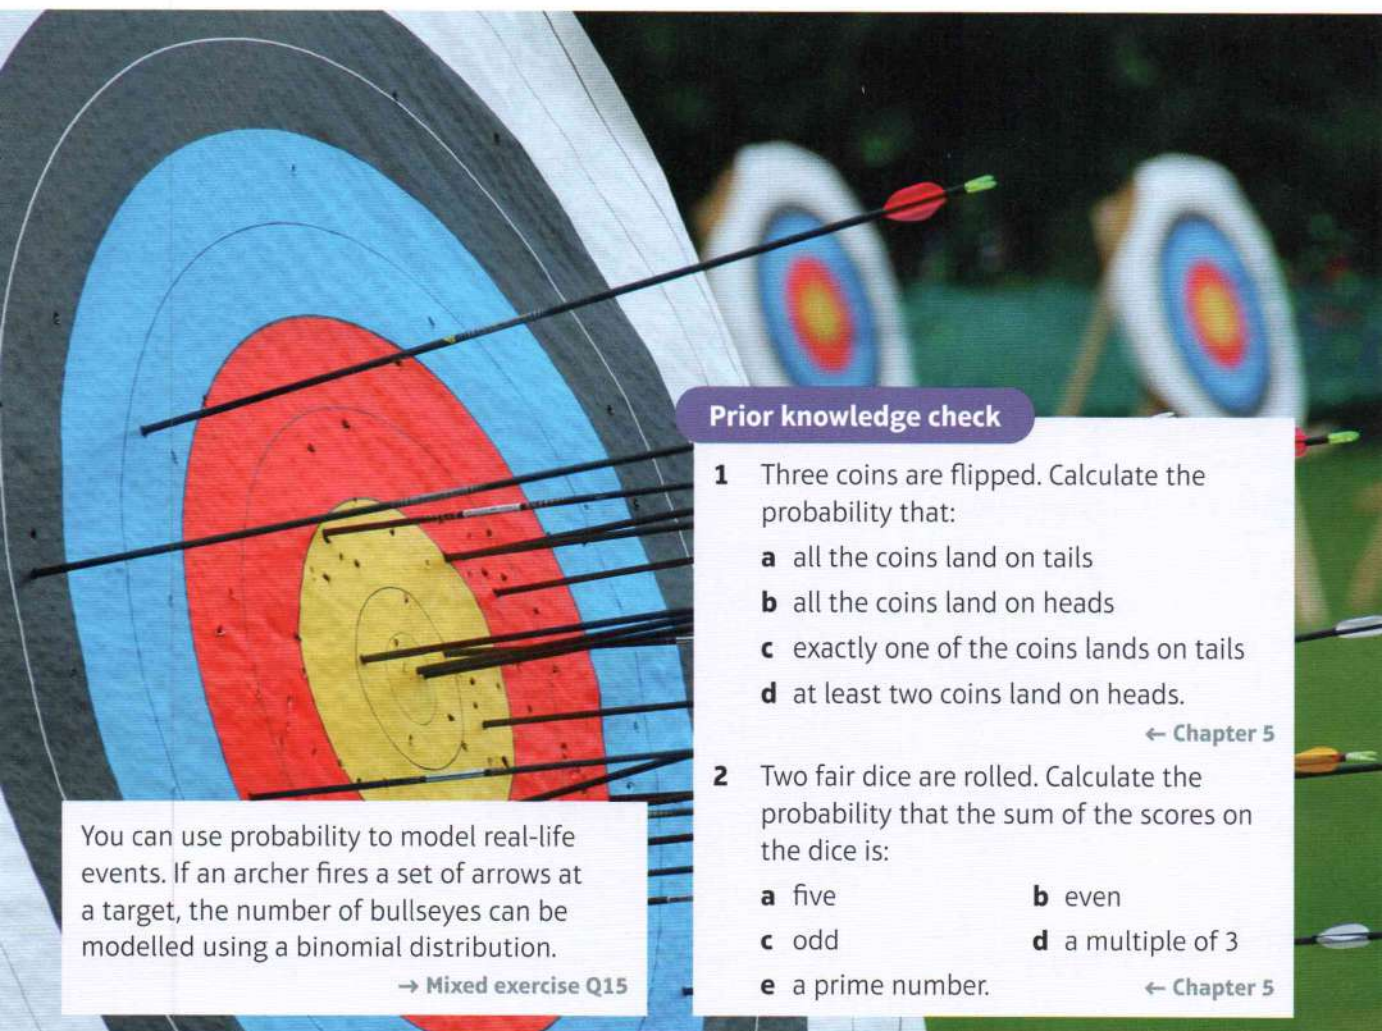 Prior knowledge check
1 Three coins are flipped. Calculate the
probability that:
a all the coins land on tails
b all the coins land on heads
c exactly one of the coins lands on tails
d at least two coins land on heads.
← Chapter 5
2 Two fair dice are rolled. Calculate the
probability that the sum of the scores on
the dice is:
a five b even
c odd d a multiple of 3
e a prime number. ← Chapter 5
You can use probability to model real-life
events. If an archer fires a set of arrows at
a target, the number of bullseyes can be
modelled using a binomial distribution.
→ Mixed exercise Q15